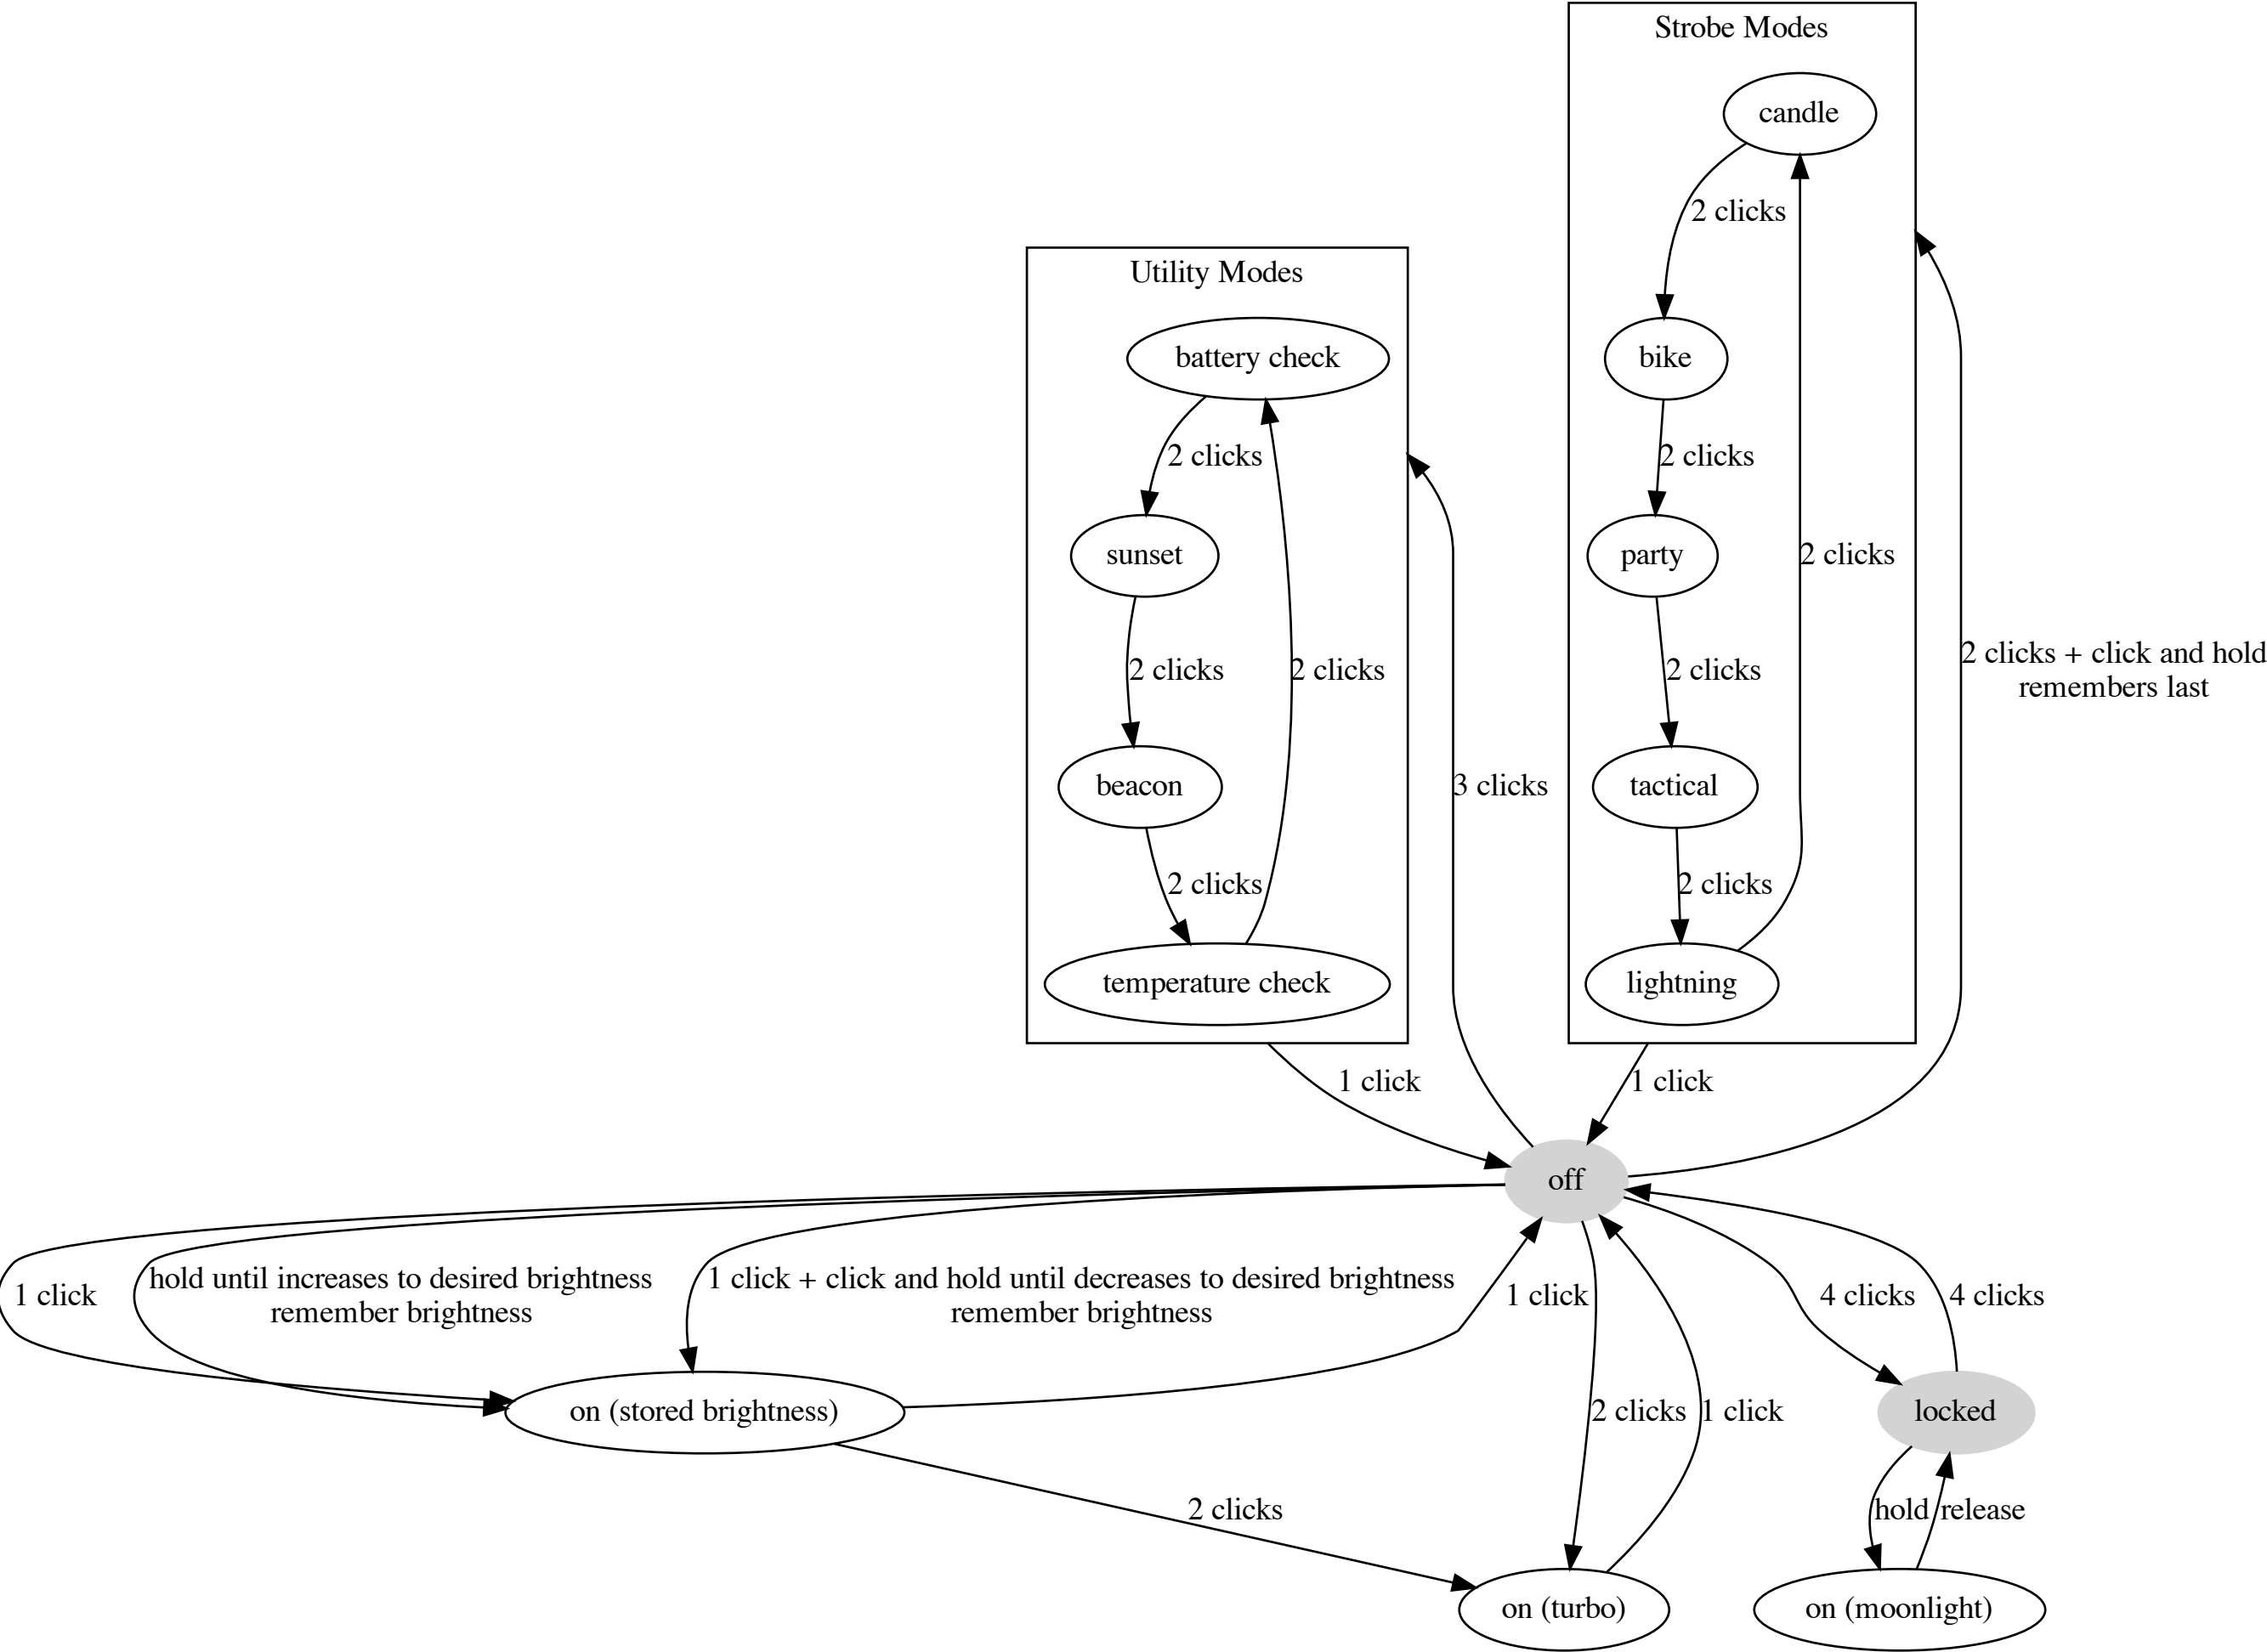 Strobe Modes
candle
2 clicks
Utility Modes
bike
battery check
2 clicks
2 clicks
party
2 clicks
sunset
2 clicks + click and hold
remembers last
2 clicks
2 clicks
2 clicks
tactical
beacon
3 clicks
2 clicks
2 clicks
lightning
temperature check
1 click
1 click
off
1 click
hold until increases to desired brightness
remember brightness
1 click + click and hold until decreases to desired brightness
remember brightness
1 click
4 clicks
4 clicks
on (stored brightness)
2 clicks
1 click
locked
2 clicks
hold
release
on (turbo)
on (moonlight)